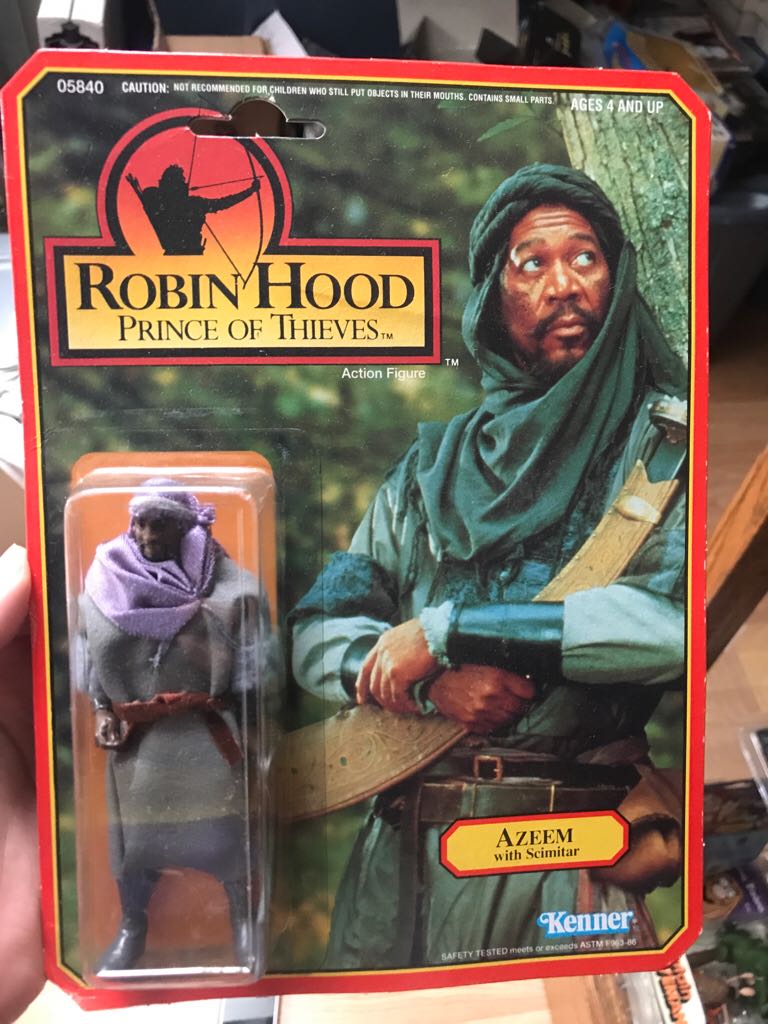 05840 CAUTION: NOT RECOMMENDED FOR CHILDREN WHO STILL PUT OBJECTS IN THEIR MOUTHS. CONTAINS SMALL PARTS. AGES 4 AND UP
ROBIN HOOD
PRINCE OF THIEVES™
™
Action Figure
AZEEM
with Scimitar
Kenner
SAFETY TESTED meets or exceeds ASTM F963-86